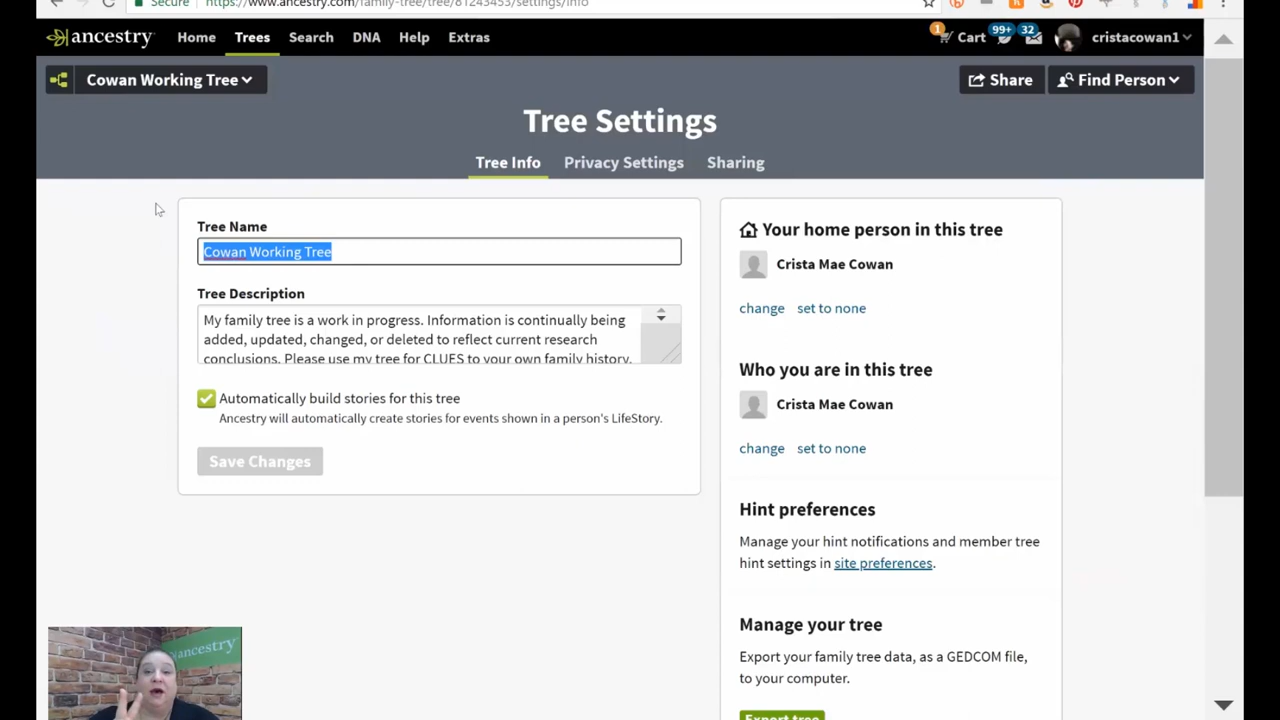 Secure https://www.ancestry.com/family-tree/tree/81243453/settings/info
ancestry Home Trees Search DNA Help Extras 1 Cart 99+ 32 cristacowan1
Cowan Working Tree Share Find Person
Tree Settings
Tree Info Privacy Settings Sharing
Tree Name
Cowan Working Tree
Tree Description
My family tree is a work in progress. Information is continually being
added, updated, changed, or deleted to reflect current research
conclusions. Please use my tree for CLUES to your own family history.
Automatically build stories for this tree
Ancestry will automatically create stories for events shown in a person's LifeStory.
Save Changes
Your home person in this tree
Crista Mae Cowan
change set to none
Who you are in this tree
Crista Mae Cowan
change set to none
Hint preferences
Manage your hint notifications and member tree
hint settings in site preferences.
Manage your tree
Export your family tree data, as a GEDCOM file,
to your computer.
Export tree
ancestry